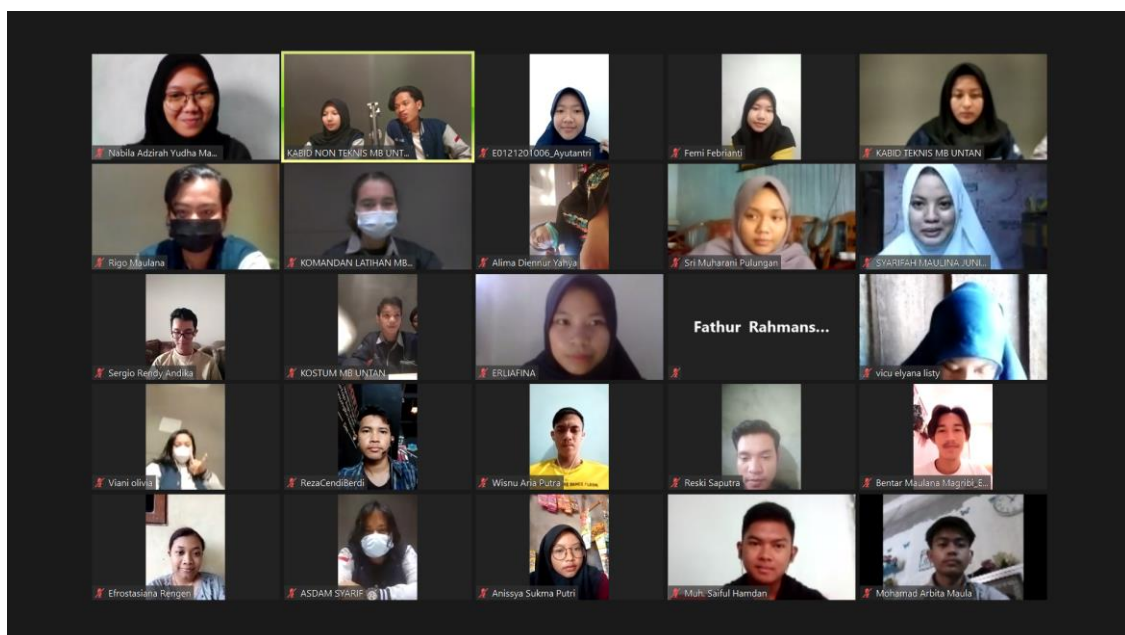 Nabila Adzirah Yudha Ma...
KABID NON TEKNIS MB UNT...
E0121201006_Ayutantri
Femi Febrianti
KABID TEKNIS MB UNTAN
Rigo Maulana
KOMANDAN LATIHAN MB...
Alima Diennur Yahya
Sri Muharani Pulungan
SYARIFAH MAULINA JUNI...
Sergio Rendy Andika
KOSTUM MB UNTAN
ERLIAFINA
Fathur Rahmans...
vicu elyana listy
Viani olivia
RezaCendiBerdi
Wisnu Aria Putra
Reski Saputra
Bentar Maulana Magribi_E...
Efrostasiana Rengen
ASDAM SYARIF
Anissya Sukma Putri
Muh. Saiful Hamdan
Mohamad Arbita Maula